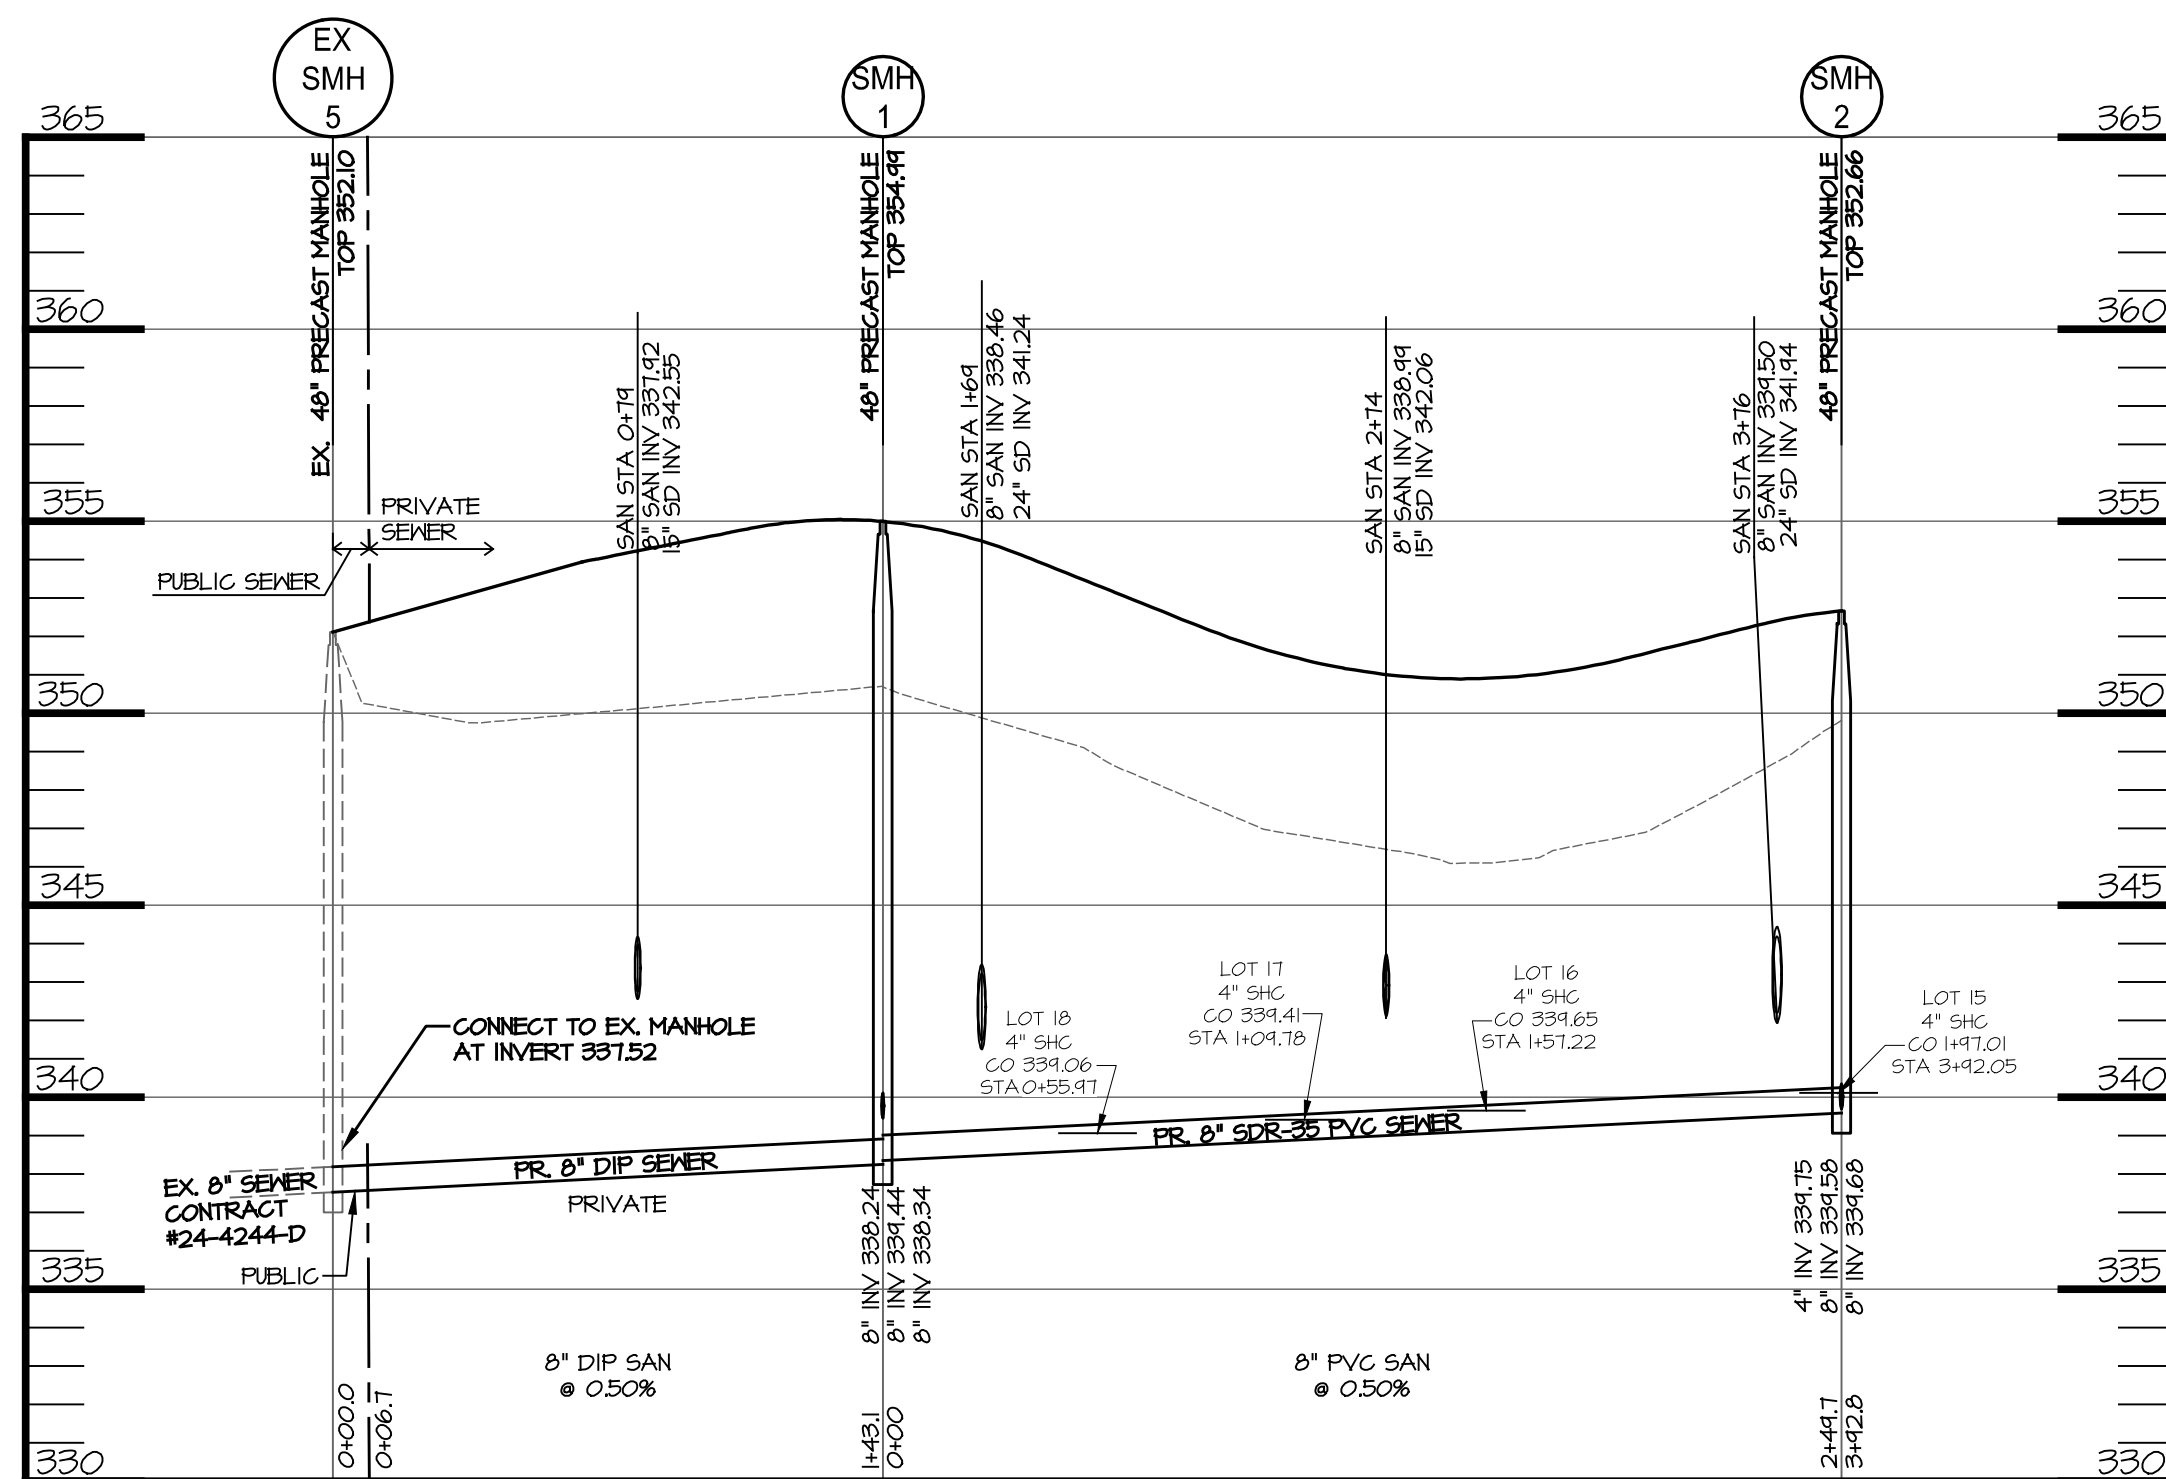 EX
SMH
5
SMH
1
SMH
2
365
365
EX. 48" PRECAST MANHOLE
TOP 352.10
48" PRECAST MANHOLE
TOP 354.99
48" PRECAST MANHOLE
TOP 352.66
360
360
SAN STA 0+79
8" SAN INV 337.92
15" SD INV 342.55
SAN STA 1+69
8" SAN INV 338.46
24" SD INV 341.24
SAN STA 2+74
8" SAN INV 338.99
15" SD INV 342.06
SAN STA 3+76
8" SAN INV 339.50
24" SD INV 341.94
355
355
PRIVATE
SEWER
PUBLIC SEWER
350
350
345
345
CONNECT TO EX. MANHOLE
AT INVERT 337.52
LOT 18
4" SHC
CO 339.06
STA 0+55.97
LOT 17
4" SHC
CO 339.41
STA 1+09.78
LOT 16
4" SHC
CO 339.65
STA 1+57.22
LOT 15
4" SHC
CO 1+97.01
STA 3+92.05
340
340
PR. 8" DIP SEWER
PR. 8" SDR-35 PVC SEWER
PRIVATE
EX. 8" SEWER
CONTRACT
#24-4244-D
PUBLIC
8" INV 338.24
8" INV 339.44
8" INV 338.34
4" INV 339.75
8" INV 339.58
8" INV 339.68
335
335
8" DIP SAN
@ 0.50%
8" PVC SAN
@ 0.50%
0+00.0
0+06.7
1+43.1
0+00
2+49.7
3+92.8
330
330